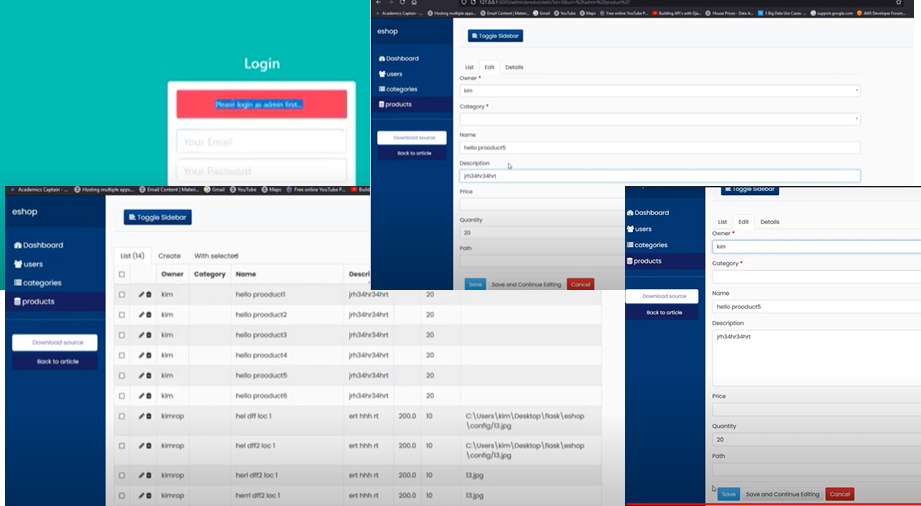 Login
Please login as admin first...
Your Email
Your Password
Academics Captain - ...
Hosting multiple apps...
Email Content | Materi...
Gmail
YouTube
Maps
Free online YouTube P...
Building API's with Dja...
House Prices - Data A...
5 Big Data Use Cases - ...
support.google.com
AWS Developer Forum...
eshop
Toggle Sidebar
Dashboard
users
categories
products
Download source
Back to article
List Edit Details
Owner *
kim
Category *
Name
hello prooduct5
Description
jrh34hr34hrt
Price
Quantity
20
Path
Save Save and Continue Editing Cancel
Academics Captain - ...
Hosting multiple apps...
Email Content | Materi...
Gmail
YouTube
Maps
Free online YouTube P...
Build
eshop
Toggle Sidebar
Dashboard
users
categories
products
Download source
Back to article
List (14) Create With selected
Owner Category Name Descri
kim hello prooduct1 jrh34hr34hrt 20
kim hello prooduct2 jrh34hr34hrt 20
kim hello prooduct3 jrh34hr34hrt 20
kim hello prooduct4 jrh34hr34hrt 20
kim hello prooduct5 jrh34hr34hrt 20
kim hello prooduct6 jrh34hr34hrt 20
kimrop hel dff loc 1 ert hhh rt 200.0 10 C:\Users\kim\Desktop\flask\eshop
\config/13.jpg
kimrop hel dff2 loc 1 ert hhh rt 200.0 10 C:\Users\kim\Desktop\flask\eshop
\config/13.jpg
kimrop herl dff2 loc 1 ert hhh rt 200.0 10 13.jpg
kimrop herrl dff2 loc 1 ert hhh rt 200.0 10 13.jpg
Toggle Sidebar
Dashboard
users
categories
products
Download source
Back to article
List Edit Details
Owner *
kim
Category *
Name
hello prooduct5
Description
jrh34hr34hrt
Price
Quantity
20
Path
Save Save and Continue Editing Cancel